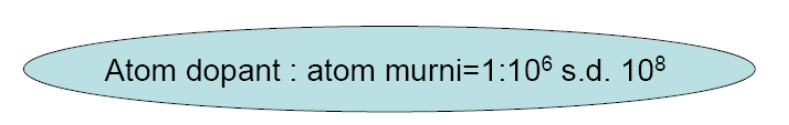 Atom dopant : atom murni=1:10⁶ s.d. 10⁸